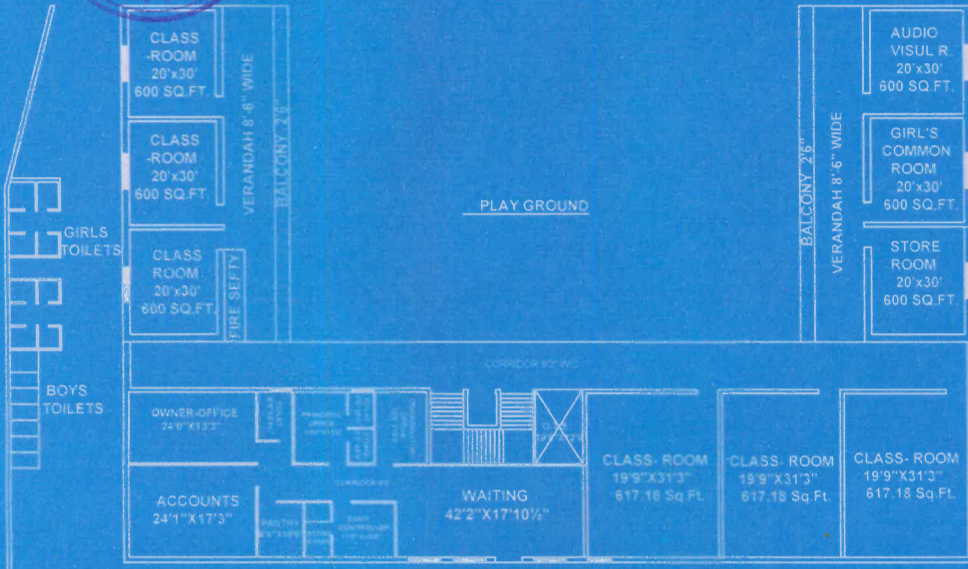 CLASS
-ROOM
20'x30'
600 SQ.FT.
CLASS
-ROOM
20'x30'
600 SQ.FT.
CLASS
ROOM
20'x30'
600 SQ.FT.
FIRE SEFTY
VERANDAH 8'-6" WIDE
BALCONY 2'6"
PLAY GROUND
BALCONY 2'6"
VERANDAH 8'-6" WIDE
AUDIO
VISUL R.
20'x30'
600 SQ.FT.
GIRL'S
COMMON
ROOM
20'x30'
600 SQ.FT.
STORE
ROOM
20'x30'
600 SQ.FT.
GIRLS
TOILETS
BOYS
TOILETS
CORRIDOR
OWNER-OFFICE
PRINCIPAL
OFFICE
ACCOUNTS
24'1"X17'3"
CORRIDOR
PANTRY
WAITING
42'2"X17'10½"
CLASS- ROOM
19'9"X31'3"
617.18 Sq.Ft.
CLASS- ROOM
19'9"X31'3"
617.18 Sq.Ft.
CLASS- ROOM
19'9"X31'3"
617.18 Sq.Ft.